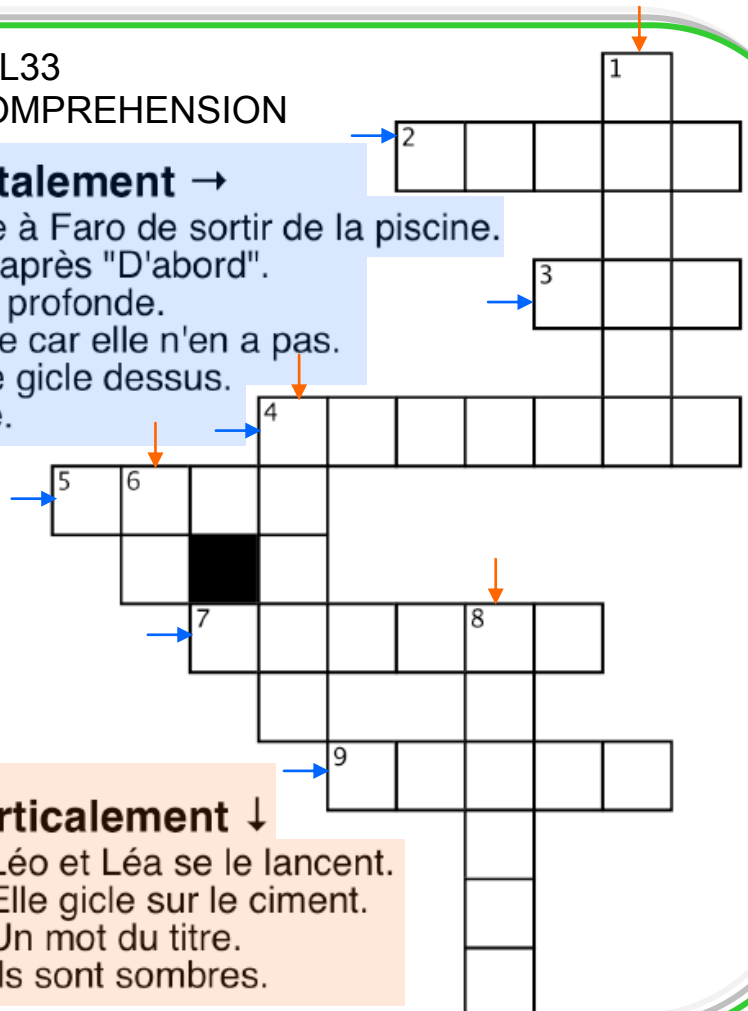 L33
OMPREHENSION
1
2
talement →
e à Faro de sortir de la piscine.
après "D'abord".
3
profonde.
e car elle n'en a pas.
e gicle dessus.
4
5 6
7 8
9
rticalement ↓
Léo et Léa se le lancent.
Elle gicle sur le ciment.
Un mot du titre.
ls sont sombres.